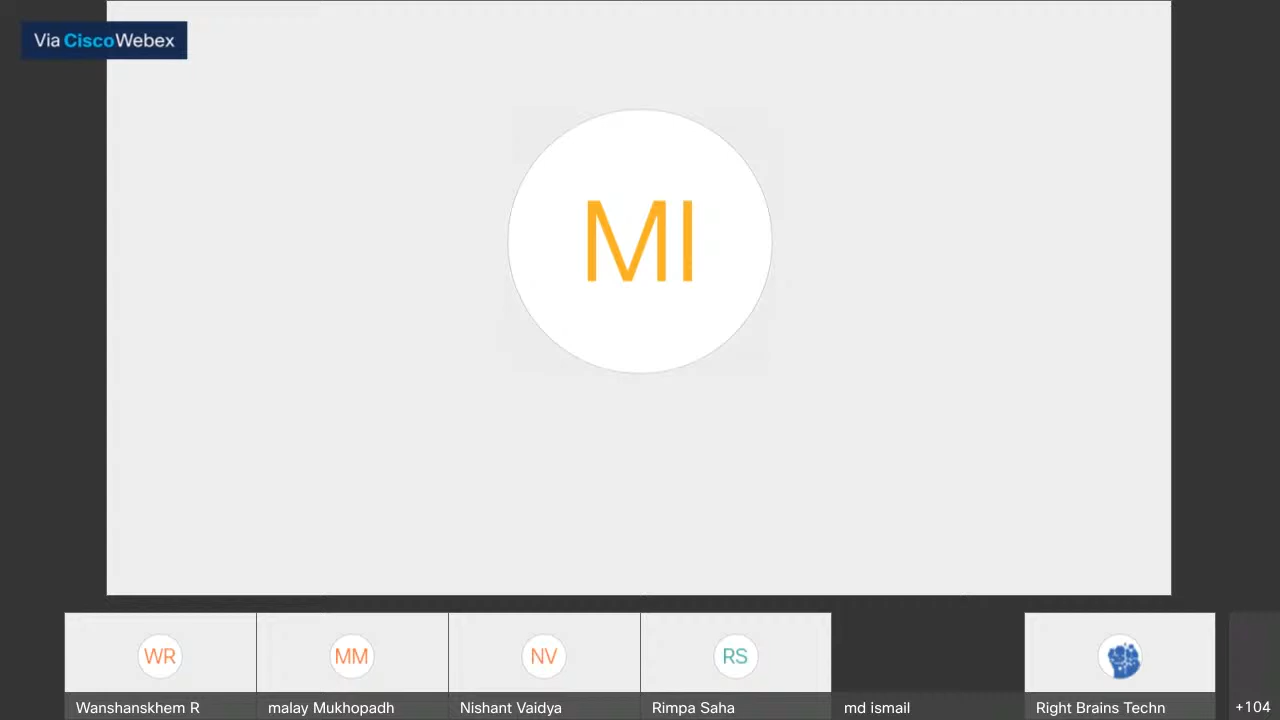 Via CiscoWebex
MI
WR
MM
NV
RS
Wanshanskhem R
malay Mukhopadh
Nishant Vaidya
Rimpa Saha
md ismail
Right Brains Techn
+104